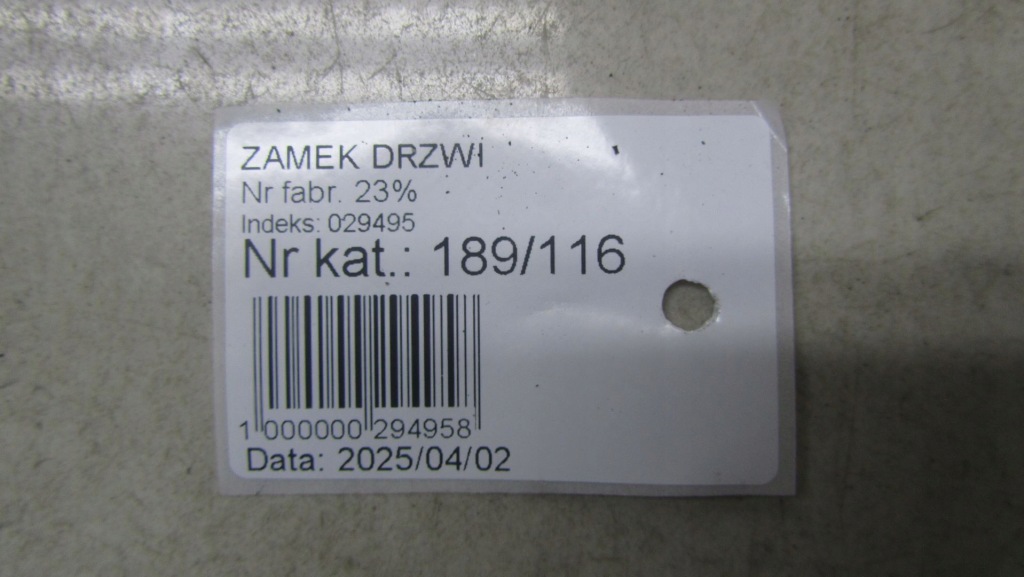 ZAMEK DRZWI
Nr fabr. 23%
Indeks: 029495
Nr kat.: 189/116
1 000000 294958
Data: 2025/04/02